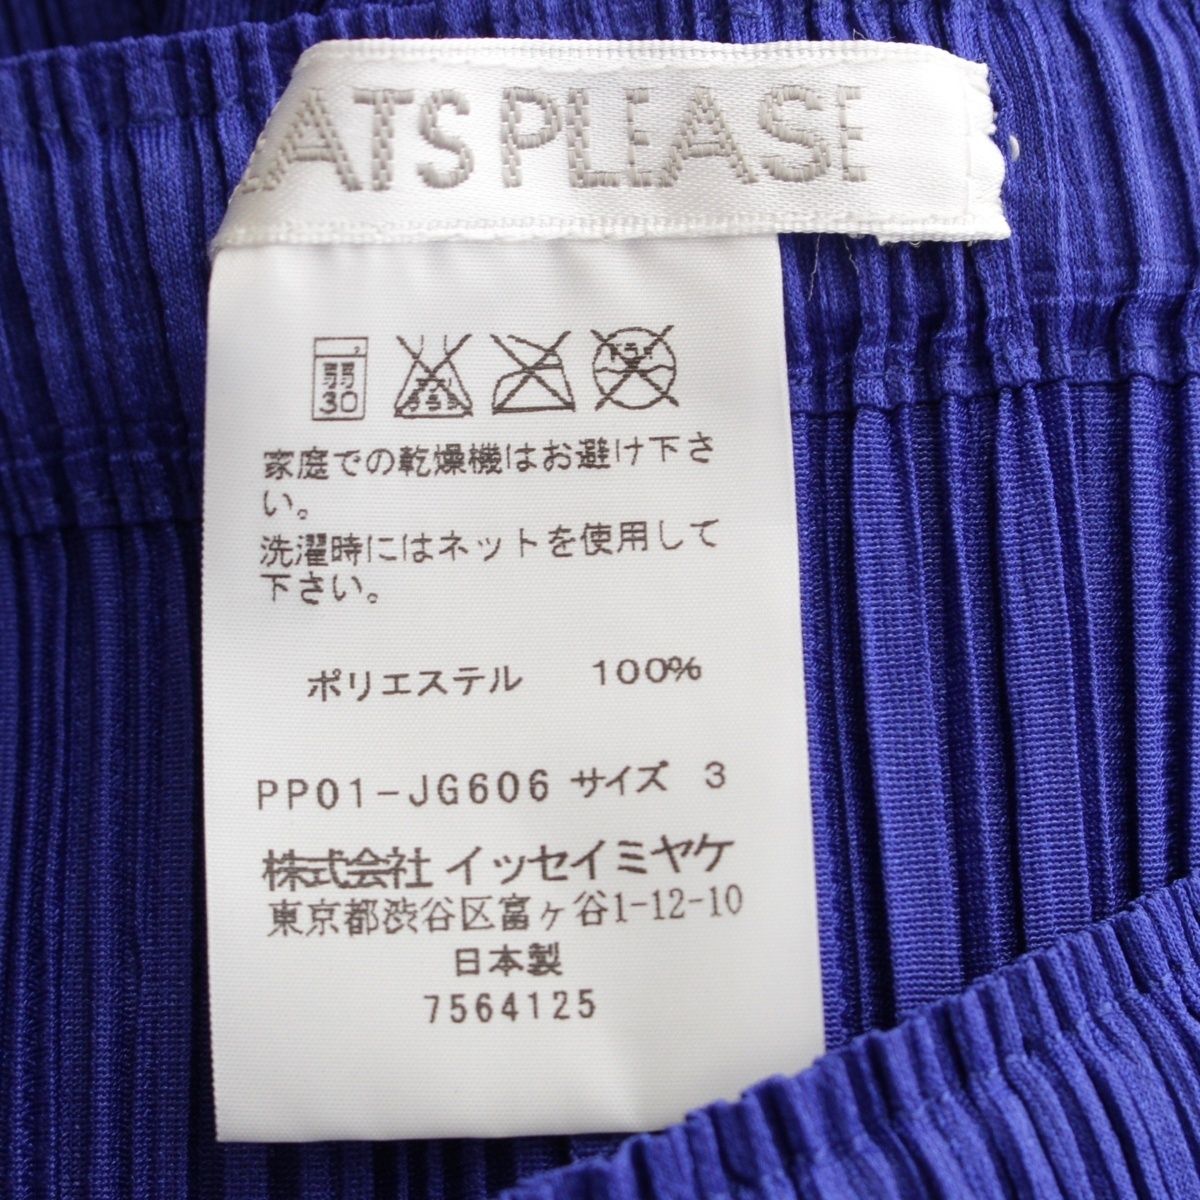 ATS PLEASE
弱
30
家庭での乾燥機はお避け下さ
い。
洗濯時にはネットを使用して
下さい。
ポリエステル 100%
PP01-JG606 サイズ 3
株式会社 イッセイミヤケ
東京都渋谷区富ヶ谷1-12-10
日本製
7564125